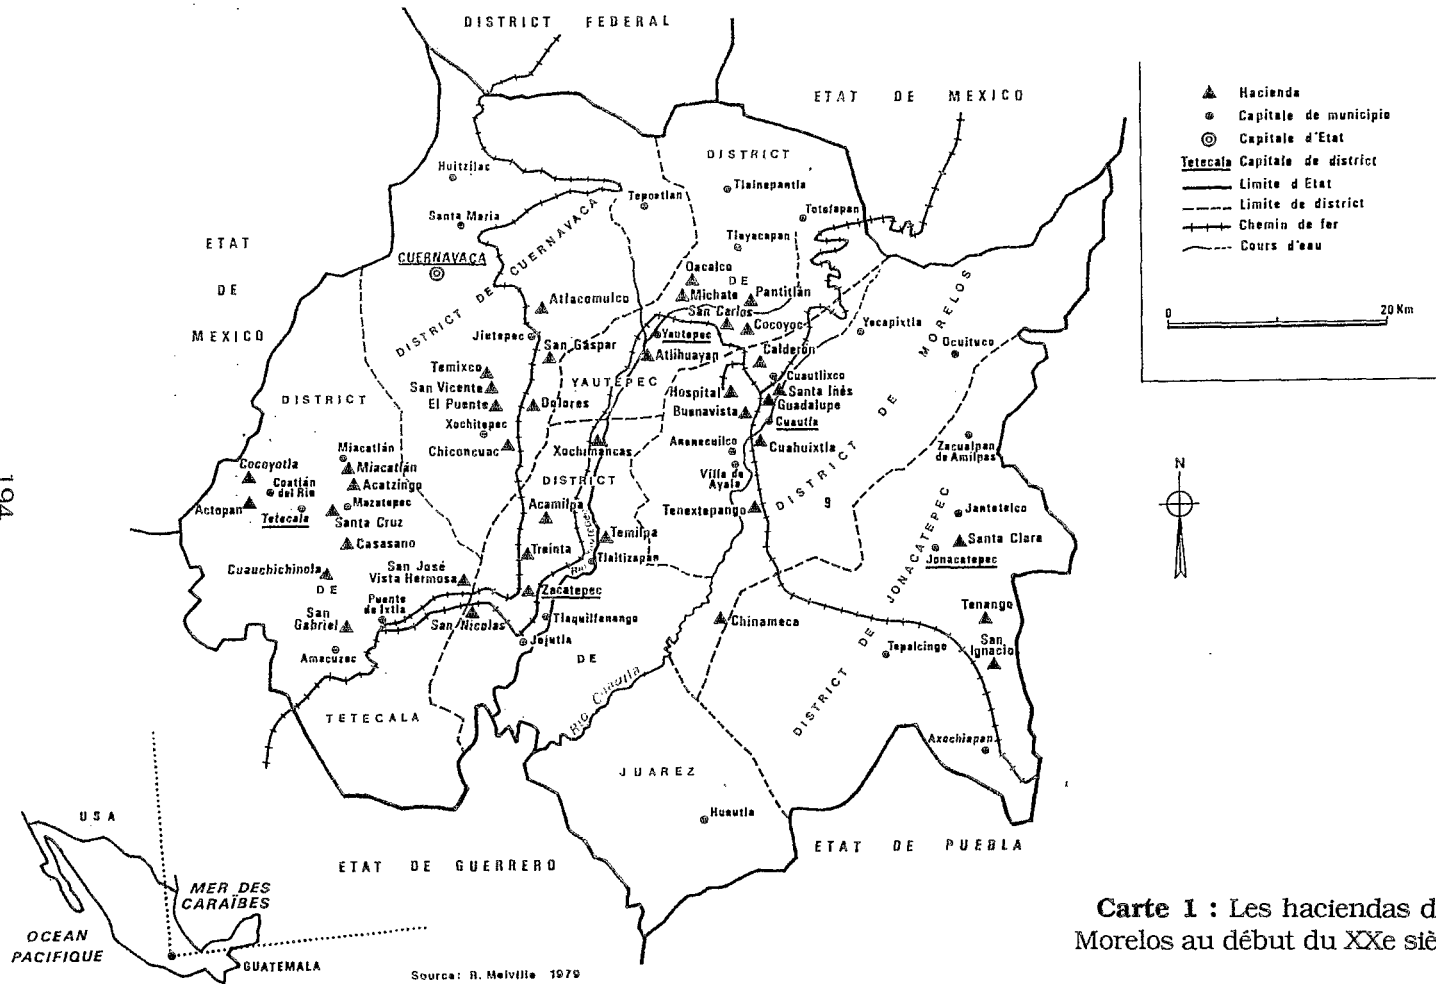 DISTRICT FEDERAL
ETAT DE MEXICO
Hacienda
Capitale de municipio
Capitale d'Etat
Tetecala Capitale de district
Limite d'Etat
Limite de district
Chemin de fer
Cours d'eau
0 20 Km
DISTRICT
Huitzilac
Tlalnepantla
Tepoztlan
Totolapan
Santa Maria
Tlayacapan
ETAT
DE
MEXICO
CUERNAVACA
DISTRICT DE CUERNAVACA
Oacalco
DE
Michate
Pantitlán
San Carlos
Atlacomulco
Cocoyoc
Yecapixtla
MORELOS
Jietepec
Yautepec
Ocuituco
San Gaspar
Atlihuayan
Calderón
Temixco
YAUTEPEC
Cuautlixco
San Vicente
Hospital
Santa Inés
DISTRICT
El Puente
Dolores
Guadalupe
DE
Buenavista
Xochitepec
Cuautla
Miacatlán
Chiconcuac
Xochimancas
Anenecuilco
Cuahuixtla
Zacualpan
de Amilpas
Cocoyotla
Miacatlán
Villa de
Ayala
DISTRICT
Coatlán
del Rio
Acatzingo
DISTRICT
Actopan
Mazatepec
Acamilpa
Tenextepango
9
Jantetelco
Tetecala
Santa Cruz
Temilpa
Santa Clara
Casasano
Treinta
Tlaltizapan
Jonacatepec
Cuauchichinola
San José
Vista Hermosa
DE
Zacatepec
DISTRICT DE JONACATEPEC
Puente
de Ixtla
San
Gabriel
San Nicolas
Tlaquiltenango
Chinameca
Tenango
San
Ignacio
Jojutla
Amacuzac
DE
Tepalcingo
Rio Cuautla
TETECALA
Axochiapan
JUAREZ
Huautla
ETAT DE GUERRERO
ETAT DE PUEBLA
USA
MER DES
CARAÏBES
OCEAN
PACIFIQUE
GUATEMALA
Source: R. Melville 1979
N
194
Carte 1 : Les haciendas d
Morelos au début du XXe siè